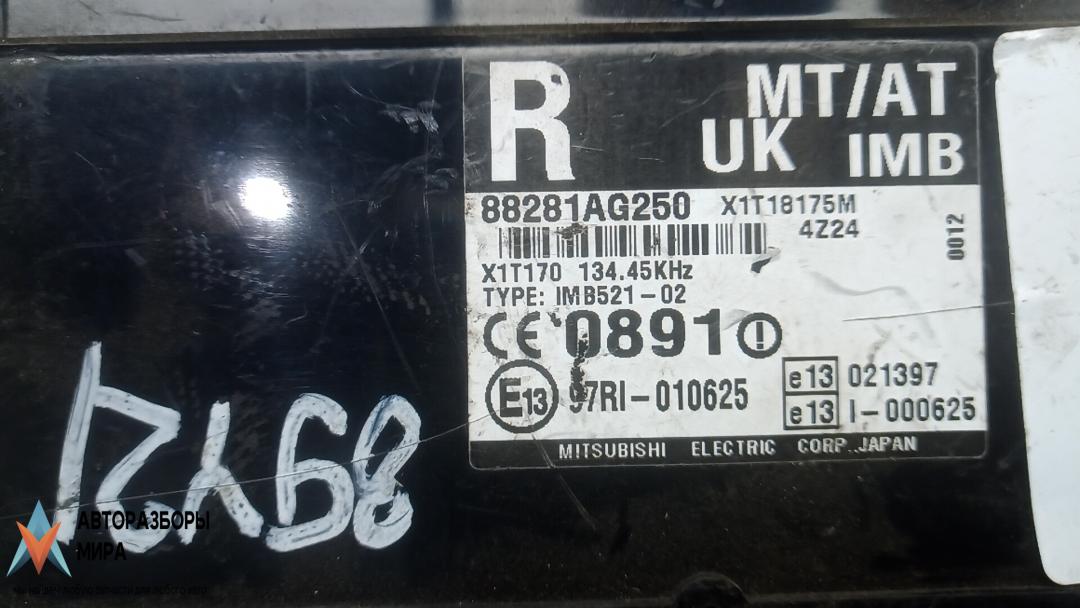 R MT/AT
UK IMB
88281AG250 X1T18175M
4Z24
0012
X1T170 134.45KHz
TYPE: IMB521-02
CE 0891
E13 97RI-010625
e13 021397
e13 I-000625
MITSUBISHI ELECTRIC CORP. JAPAN
АВТОРАЗБОРЫ
МИРА